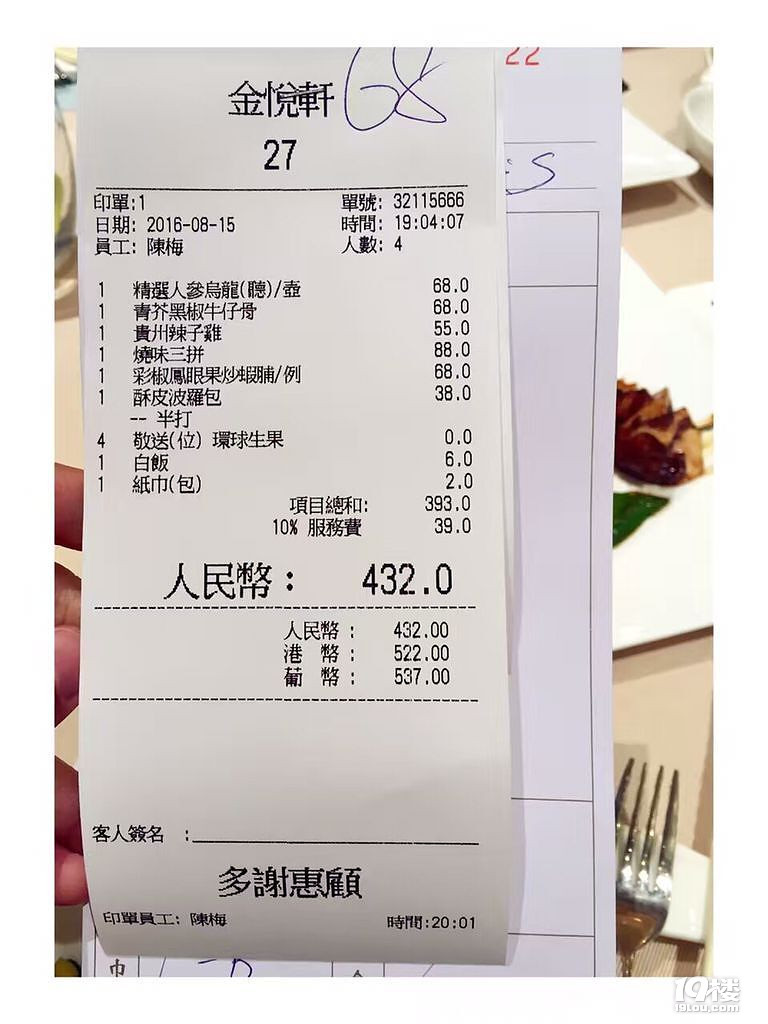 22
金悅軒 68
27
S
印單:1 單號: 32115666
日期: 2016-08-15 時間: 19:04:07
員工: 陳梅 人數: 4
1 精選人參烏龍(聽)/壺 68.0
1 青芥黑椒牛仔骨 68.0
1 貴州辣子雞 55.0
1 燒味三拼 88.0
1 彩椒鳳眼果炒蝦脯/例 68.0
1 酥皮波羅包 38.0
-- 半打
4 敬送(位) 環球生果 0.0
1 白飯 6.0
1 紙巾(包) 2.0
項目總和: 393.0
10% 服務費 39.0
人民幣: 432.0
人民幣: 432.00
港 幣: 522.00
葡 幣: 537.00
客人簽名 :
多謝惠顧
印單員工: 陳梅 時間:20:01
巾
19楼
19lou.com